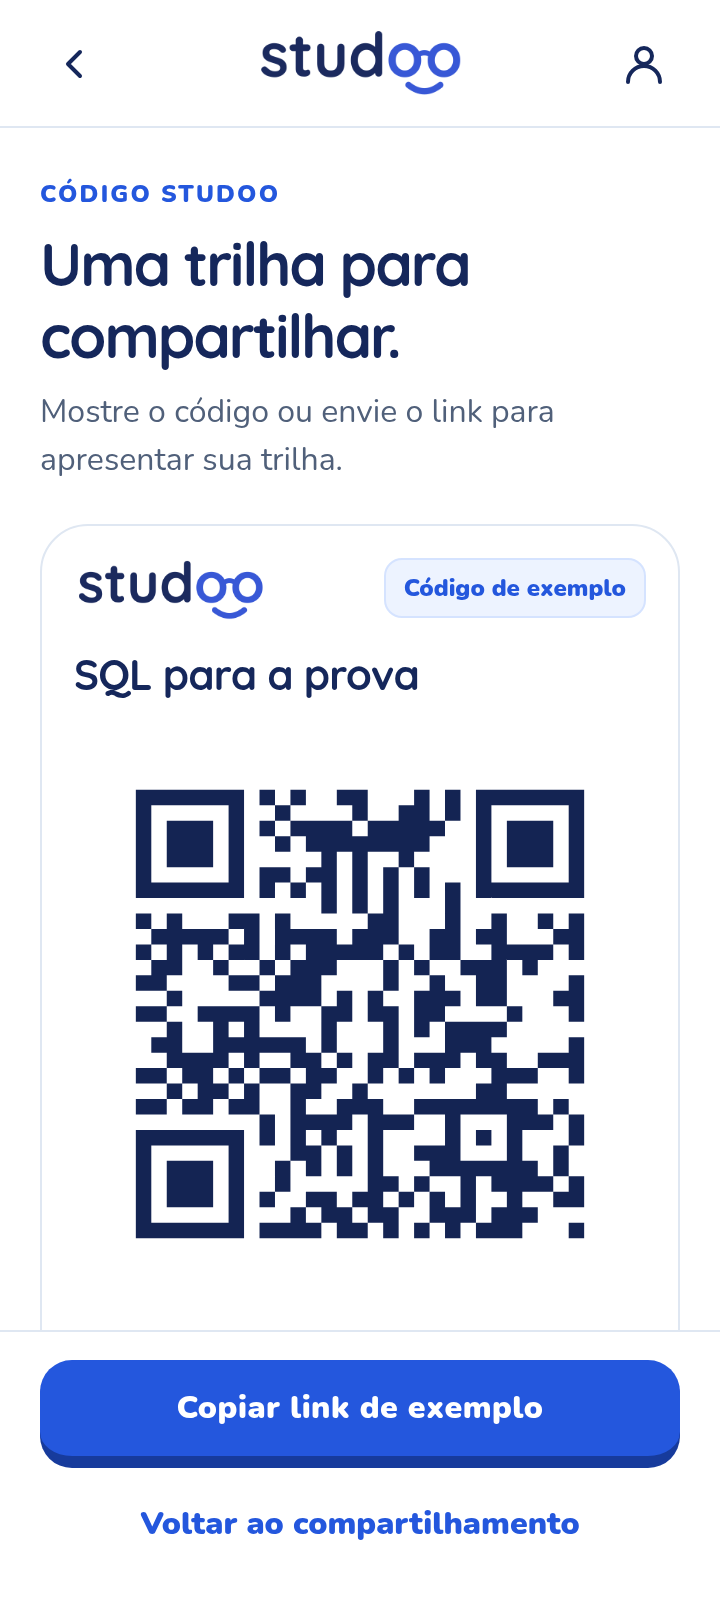 studoo
CÓDIGO STUDOO
Uma trilha para
compartilhar.
Mostre o código ou envie o link para
apresentar sua trilha.
studoo
Código de exemplo
SQL para a prova
Copiar link de exemplo
Voltar ao compartilhamento